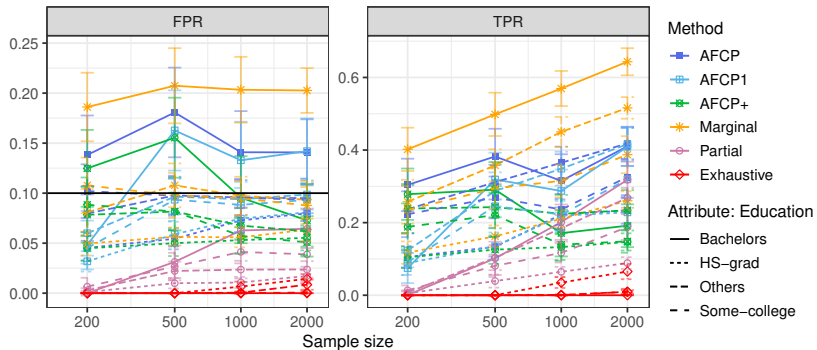 FPR
TPR
0.25
0.20
0.15
0.10
0.05
0.00
0.6
0.4
0.2
0.0
200 500 1000 2000
200 500 1000 2000
Sample size
Method
AFCP
AFCP1
AFCP+
Marginal
Partial
Exhaustive
Attribute: Education
Bachelors
HS−grad
Others
Some−college